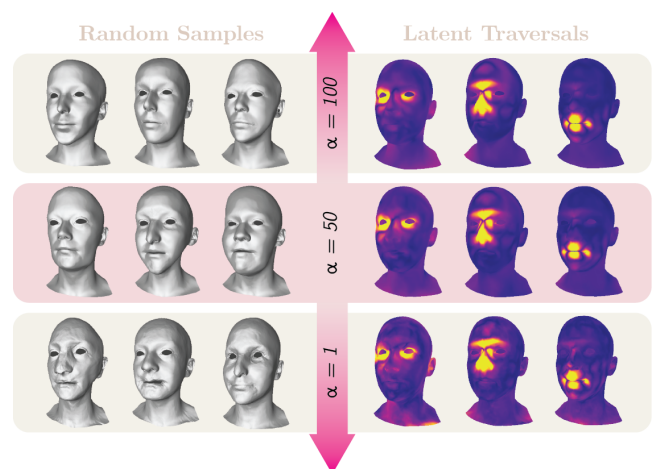 Random Samples
Latent Traversals
α = 100
α = 50
α = 1